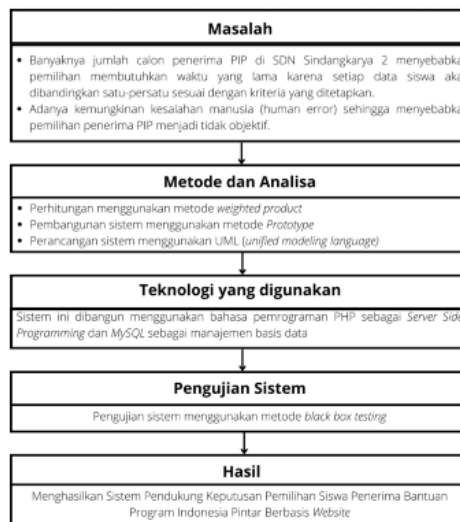 Masalah
• Banyaknya jumlah calon penerima PIP di SDN Sindangkarya 2 menyebabka
pemilihan membutuhkan waktu yang lama karena setiap data siswa aka
dibandingkan satu-persatu sesuai dengan kriteria yang ditetapkan.
• Adanya kemungkinan kesalahan manusia (human error) sehingga menyebabka
pemilihan penerima PIP menjadi tidak objektif.
Metode dan Analisa
• Perhitungan menggunakan metode weighted product
• Pembangunan sistem menggunakan metode Prototype
• Perancangan sistem menggunakan UML (unified modeling language)
Teknologi yang digunakan
Sistem ini dibangun menggunakan bahasa pemrograman PHP sebagai Server Side
Programming dan MySQL sebagai manajemen basis data
Pengujian Sistem
Pengujian sistem menggunakan metode black box testing
Hasil
Menghasilkan Sistem Pendukung Keputusan Pemilihan Siswa Penerima Bantuan
Program Indonesia Pintar Berbasis Website